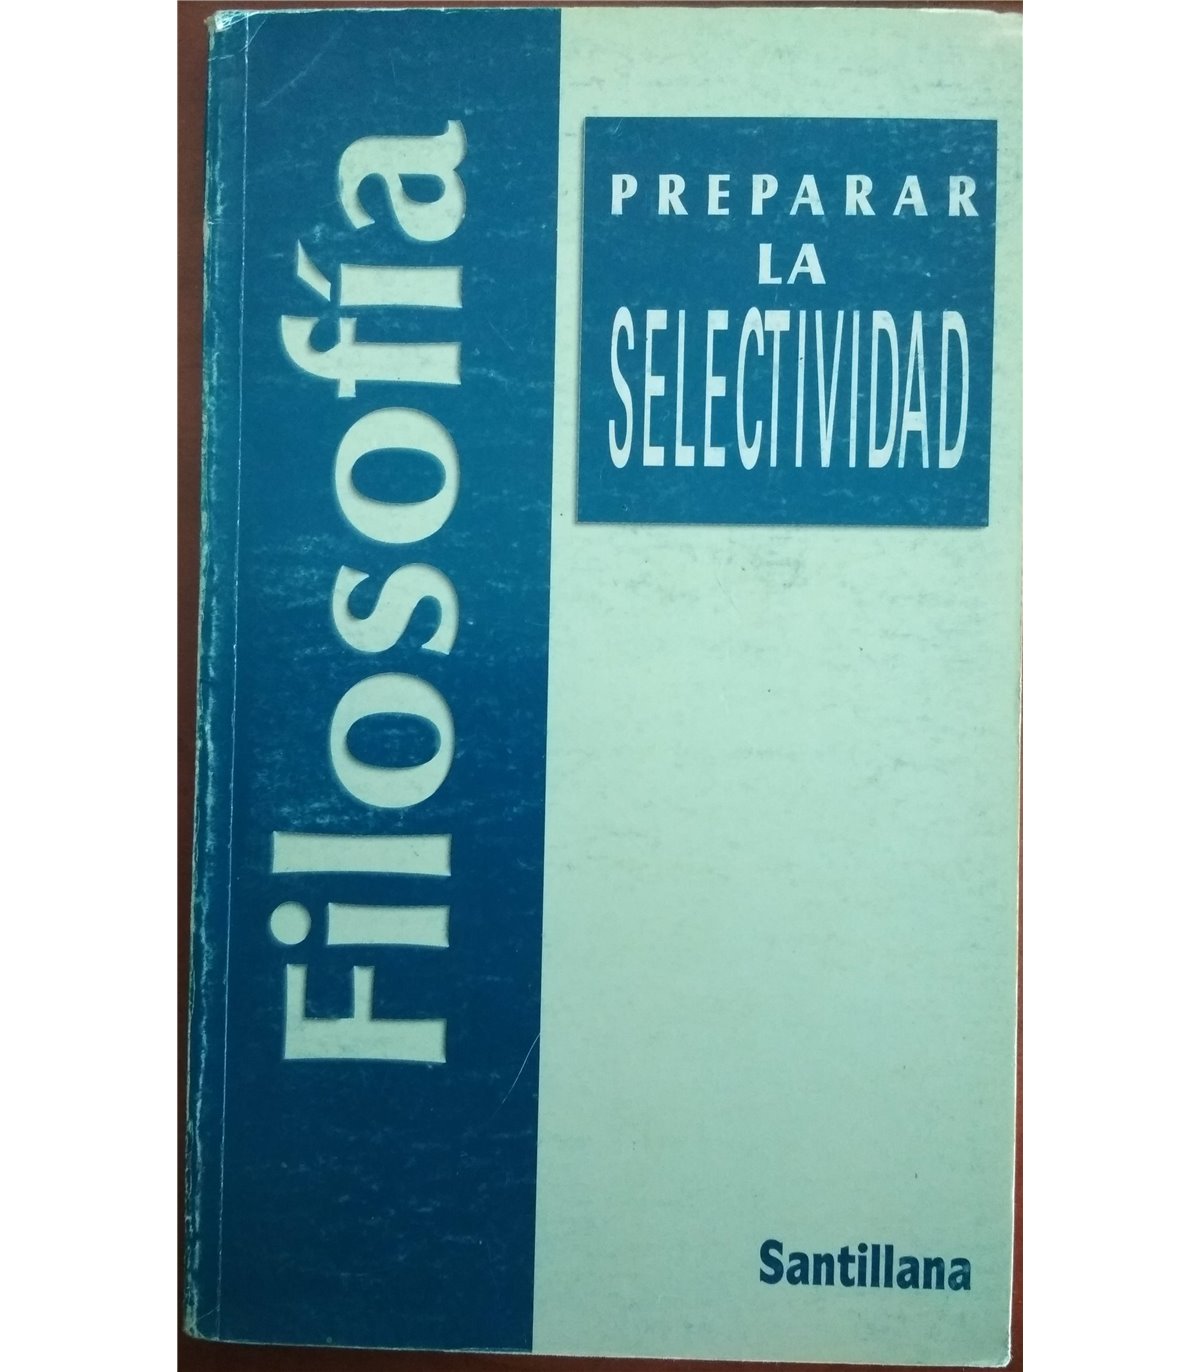 Filosofía
PREPARAR
LA
SELECTIVIDAD
Santillana